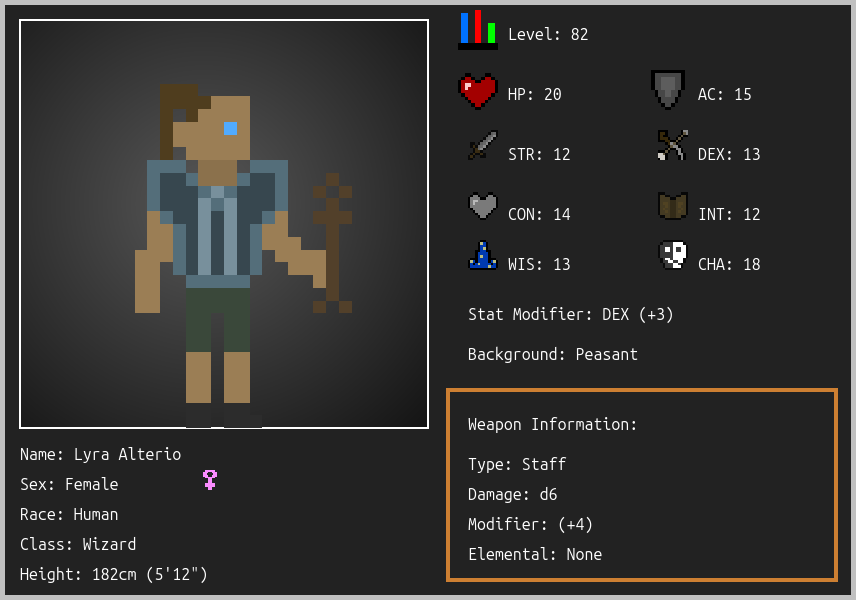 Level: 82
HP: 20
AC: 15
STR: 12
DEX: 13
CON: 14
INT: 12
WIS: 13
CHA: 18
Stat Modifier: DEX (+3)
Background: Peasant
Weapon Information:
Type: Staff
Damage: d6
Modifier: (+4)
Elemental: None
Name: Lyra Alterio
Sex: Female
Race: Human
Class: Wizard
Height: 182cm (5'12")